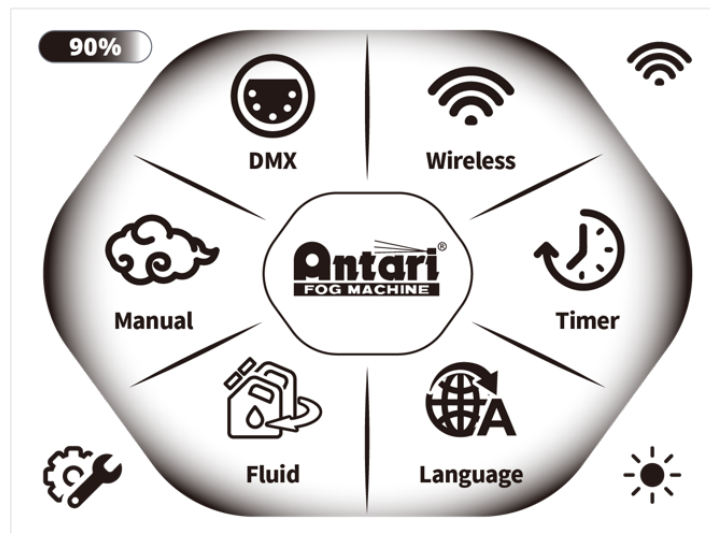 90%
DMX
Wireless
Manual
Antari®
FOG MACHINE
Timer
Fluid
A
Language